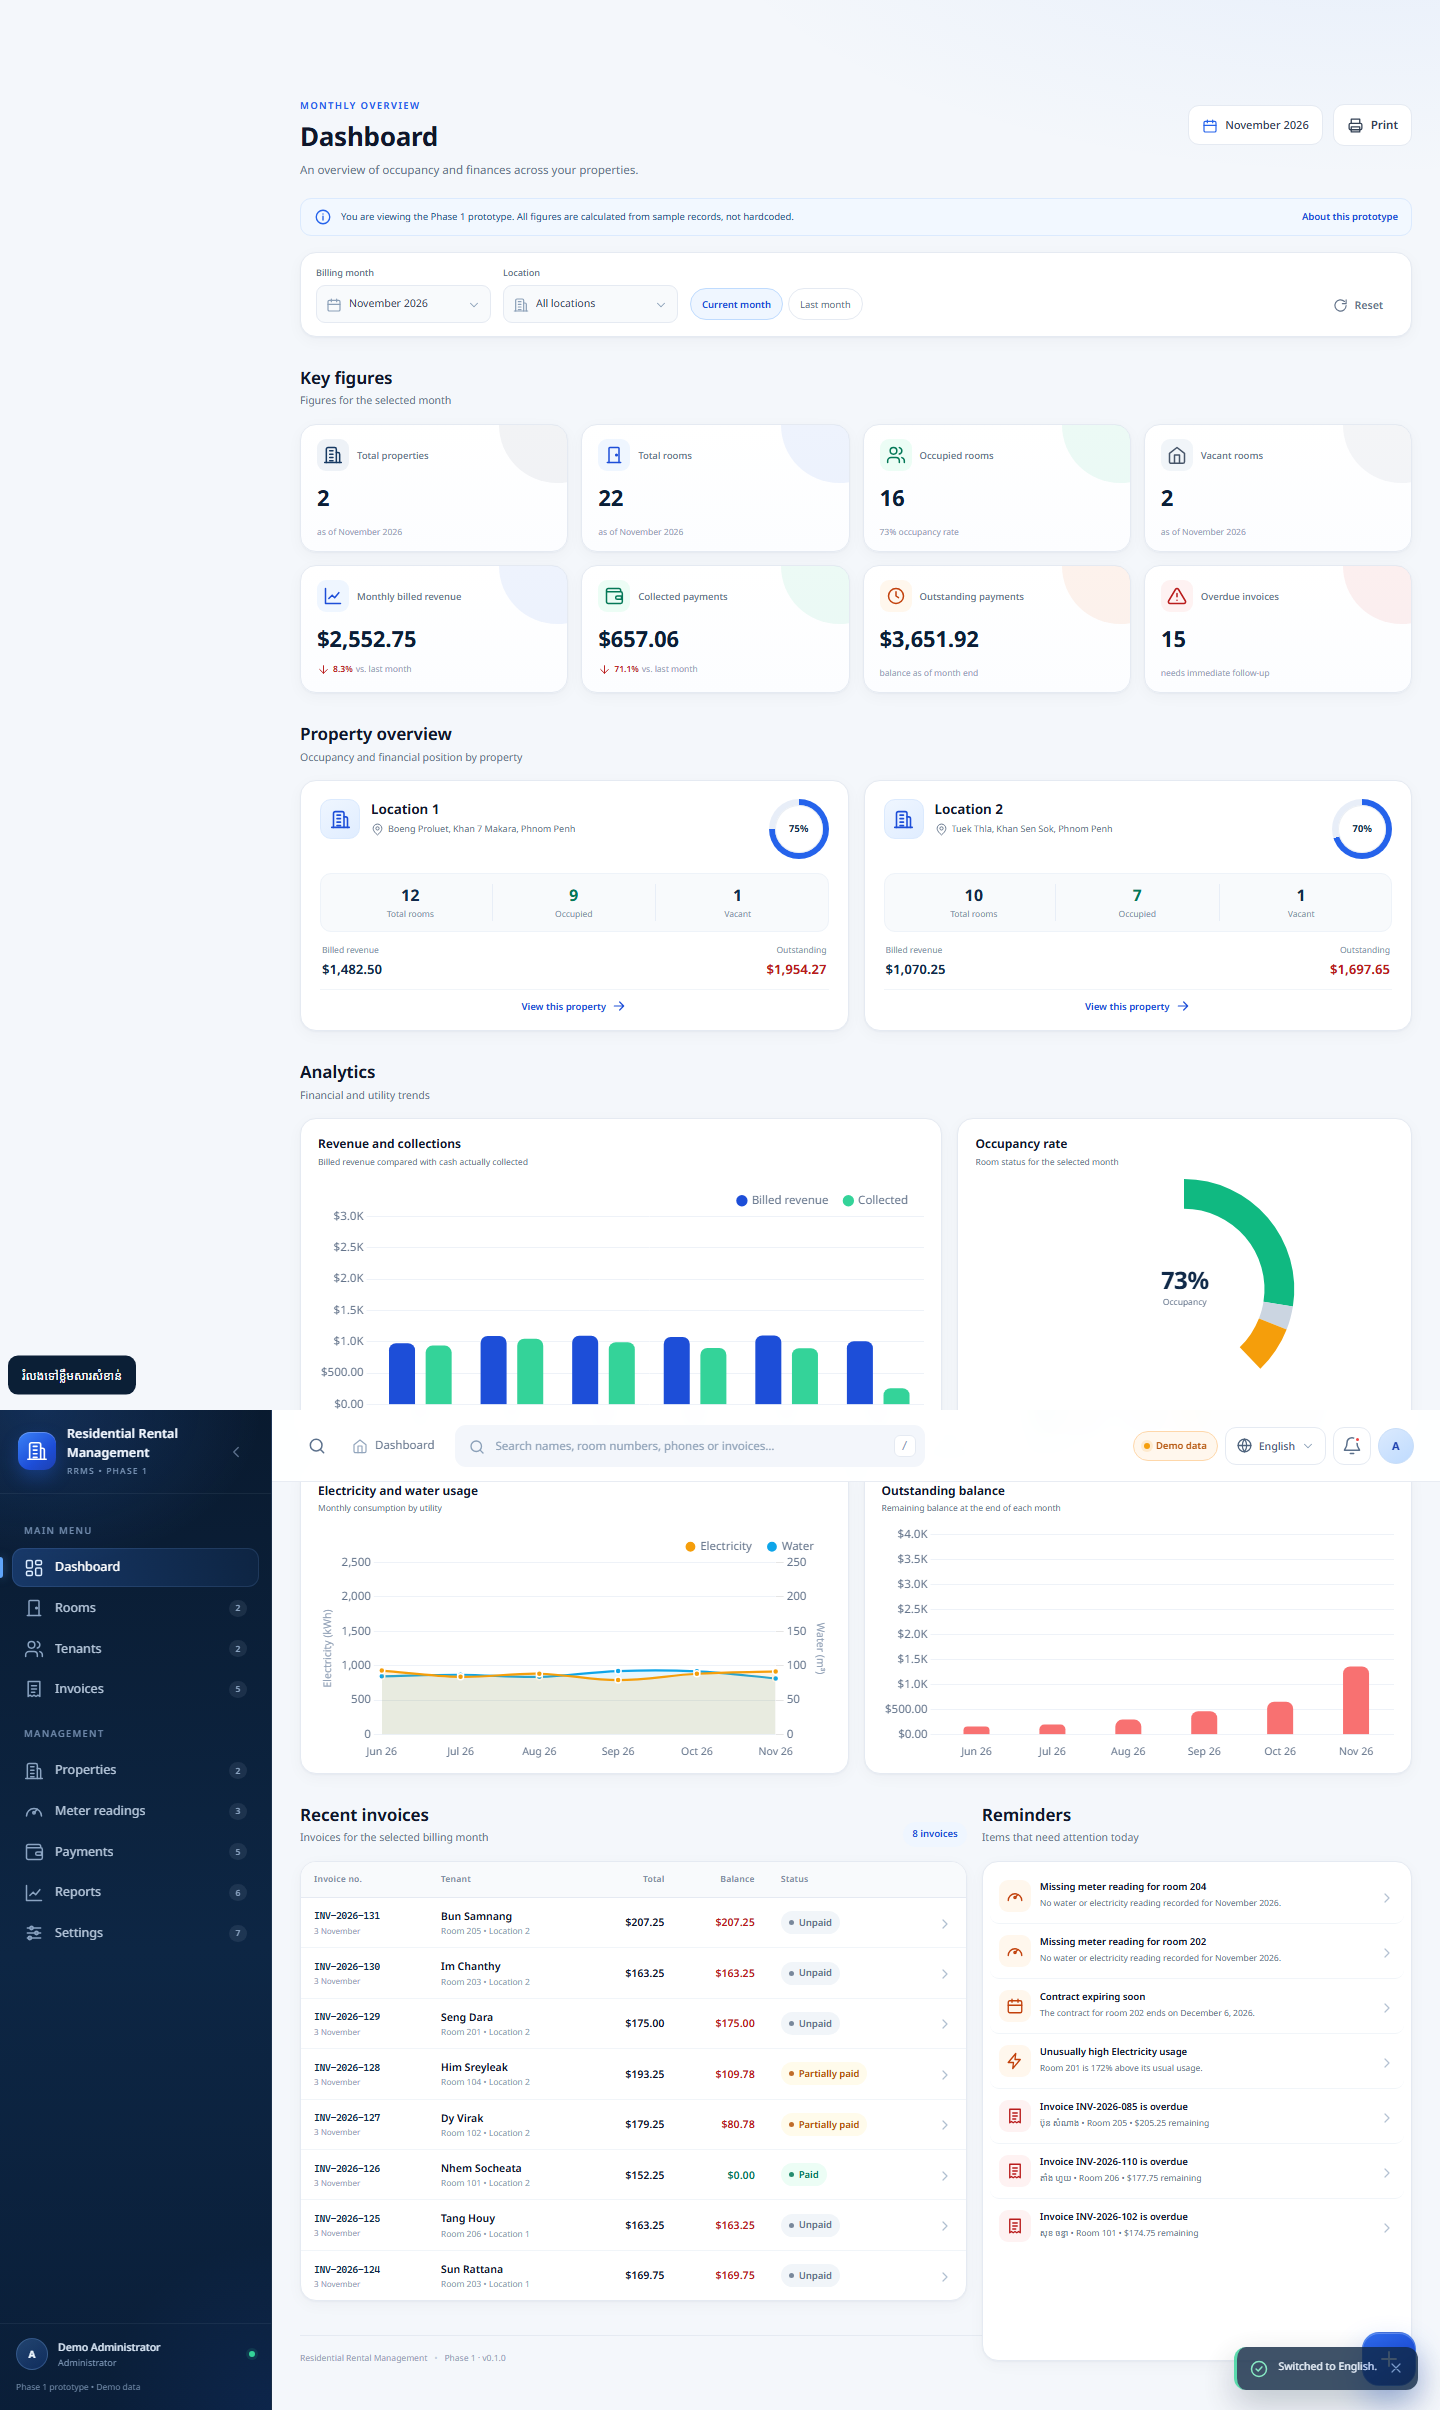 MONTHLY OVERVIEW
Dashboard
An overview of occupancy and finances across your properties.
November 2026
Print
You are viewing the Phase 1 prototype. All figures are calculated from sample records, not hardcoded.
About this prototype
Billing month
Location
November 2026
All locations
Current month
Last month
Reset
Key figures
Figures for the selected month
Total properties
2
as of November 2026
Total rooms
22
as of November 2026
Occupied rooms
16
73% occupancy rate
Vacant rooms
2
as of November 2026
Monthly billed revenue
$2,552.75
8.3% vs. last month
Collected payments
$657.06
71.1% vs. last month
Outstanding payments
$3,651.92
balance as of month end
Overdue invoices
15
needs immediate follow-up
Property overview
Occupancy and financial position by property
Location 1
Boeng Proluet, Khan 7 Makara, Phnom Penh
75%
12
Total rooms
9
Occupied
1
Vacant
Billed revenue
$1,482.50
Outstanding
$1,954.27
View this property
Location 2
Tuek Thla, Khan Sen Sok, Phnom Penh
70%
10
Total rooms
7
Occupied
1
Vacant
Billed revenue
$1,070.25
Outstanding
$1,697.65
View this property
Analytics
Financial and utility trends
Revenue and collections
Billed revenue compared with cash actually collected
Billed revenue
Collected
$3.0K
$2.5K
$2.0K
$1.5K
$1.0K
$500.00
$0.00
Occupancy rate
Room status for the selected month
73%
Occupancy
រំលងទៅខ្លឹមសារសំខាន់
Residential Rental
Management
RRMS • PHASE 1
Dashboard
Search names, room numbers, phones or invoices...
/
Demo data
English
A
MAIN MENU
Dashboard
Rooms 2
Tenants 2
Invoices 5
MANAGEMENT
Properties 2
Meter readings 3
Payments 5
Reports 6
Settings 7
A
Demo Administrator
Administrator
Phase 1 prototype • Demo data
Electricity and water usage
Monthly consumption by utility
Electricity
Water
Electricity (kWh)
2,500
2,000
1,500
1,000
500
0
250
200
150
100
50
0
Water (m³)
Jun 26
Jul 26
Aug 26
Sep 26
Oct 26
Nov 26
Outstanding balance
Remaining balance at the end of each month
$4.0K
$3.5K
$3.0K
$2.5K
$2.0K
$1.5K
$1.0K
$500.00
$0.00
Jun 26
Jul 26
Aug 26
Sep 26
Oct 26
Nov 26
Recent invoices
Invoices for the selected billing month
8 invoices
Invoice no. Tenant Total Balance Status
INV-2026-131 Bun Samnang $207.25 $207.25 Unpaid
3 November Room 205 • Location 2
INV-2026-130 Im Chanthy $163.25 $163.25 Unpaid
3 November Room 203 • Location 2
INV-2026-129 Seng Dara $175.00 $175.00 Unpaid
3 November Room 201 • Location 2
INV-2026-128 Him Sreyleak $193.25 $109.78 Partially paid
3 November Room 104 • Location 2
INV-2026-127 Dy Virak $179.25 $80.78 Partially paid
3 November Room 102 • Location 2
INV-2026-126 Nhem Socheata $152.25 $0.00 Paid
3 November Room 101 • Location 2
INV-2026-125 Tang Houy $163.25 $163.25 Unpaid
3 November Room 206 • Location 1
INV-2026-124 Sun Rattana $169.75 $169.75 Unpaid
3 November Room 203 • Location 1
Reminders
Items that need attention today
Missing meter reading for room 204
No water or electricity reading recorded for November 2026.
Missing meter reading for room 202
No water or electricity reading recorded for November 2026.
Contract expiring soon
The contract for room 202 ends on December 6, 2026.
Unusually high Electricity usage
Room 201 is 172% above its usual usage.
Invoice INV-2026-085 is overdue
ប៊ុន សំណាង • Room 205 • $205.25 remaining
Invoice INV-2026-110 is overdue
តាំង ហួយ • Room 206 • $177.75 remaining
Invoice INV-2026-102 is overdue
សុន ចន្ថា • Room 101 • $174.75 remaining
Residential Rental Management • Phase 1 · v0.1.0
Switched to English.